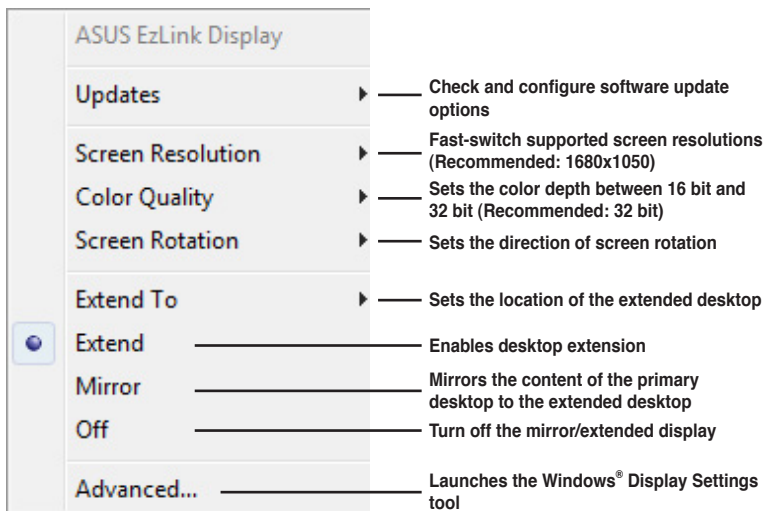 ASUS EzLink Display
Updates
Check and configure software update
options
Screen Resolution
Fast-switch supported screen resolutions
(Recommended: 1680x1050)
Color Quality
Sets the color depth between 16 bit and
32 bit (Recommended: 32 bit)
Screen Rotation
Sets the direction of screen rotation
Extend To
Sets the location of the extended desktop
Extend
Enables desktop extension
Mirror
Mirrors the content of the primary
desktop to the extended desktop
Off
Turn off the mirror/extended display
Advanced...
Launches the Windows® Display Settings
tool